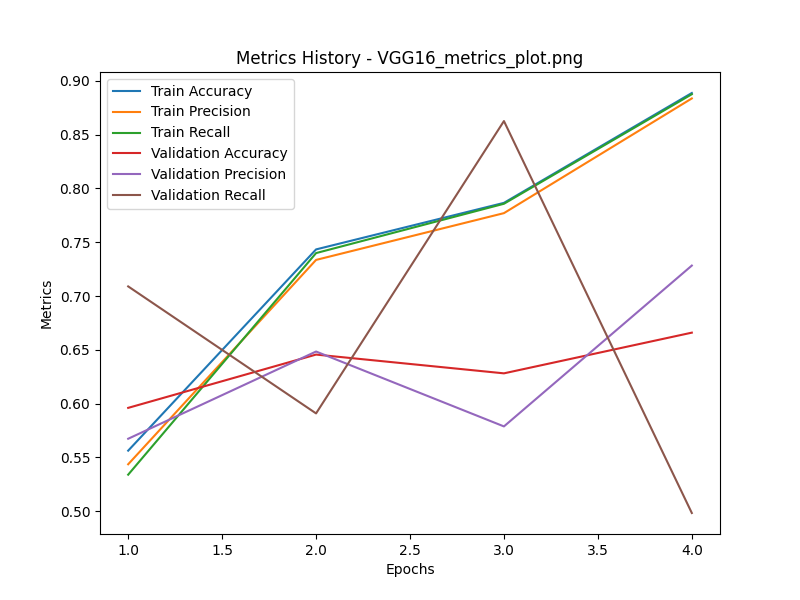 Metrics History - VGG16_metrics_plot.png
Train Accuracy
Train Precision
Train Recall
Validation Accuracy
Validation Precision
Validation Recall
Metrics
0.90
0.85
0.80
0.75
0.70
0.65
0.60
0.55
0.50
1.0 1.5 2.0 2.5 3.0 3.5 4.0
Epochs